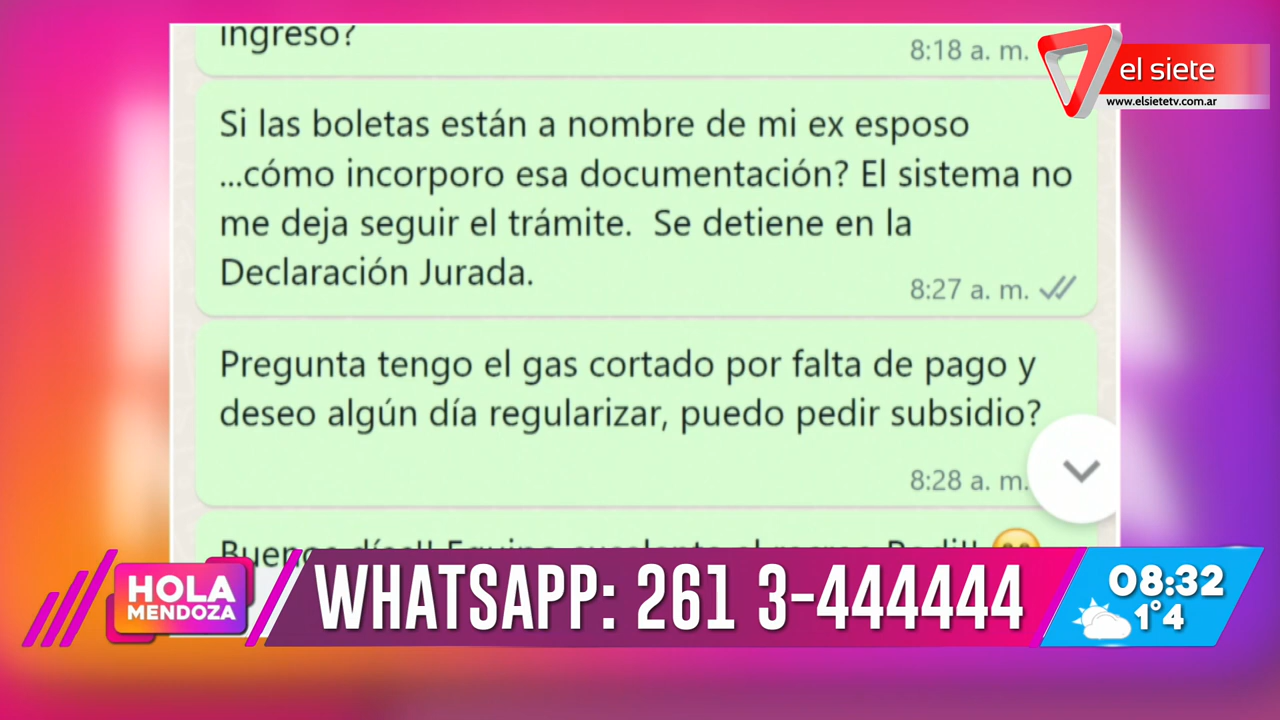 ingreso?
8:18 a. m.
el siete
www.elsietetv.com.ar
Si las boletas están a nombre de mi ex esposo
...cómo incorporo esa documentación? El sistema no
me deja seguir el trámite. Se detiene en la
Declaración Jurada.
8:27 a. m.
Pregunta tengo el gas cortado por falta de pago y
deseo algún día regularizar, puedo pedir subsidio?
8:28 a. m.
HOLA
MENDOZA
WHATSAPP: 261 3-444444
08:32
1°4